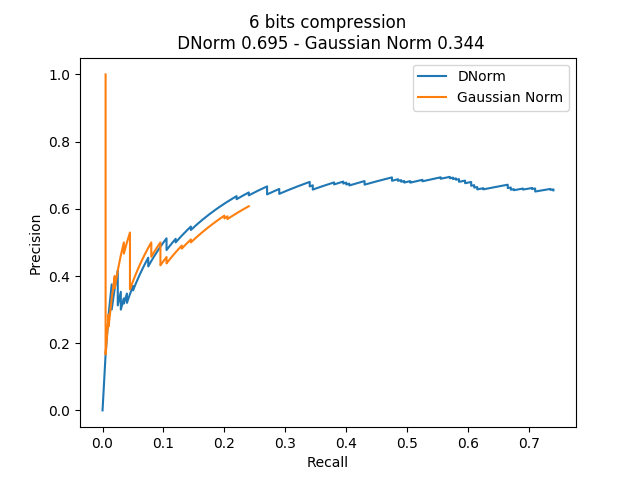 6 bits compression
DNorm 0.695 - Gaussian Norm 0.344
DNorm
Gaussian Norm
1.0
0.8
0.6
0.4
0.2
0.0
Precision
0.0 0.1 0.2 0.3 0.4 0.5 0.6 0.7
Recall